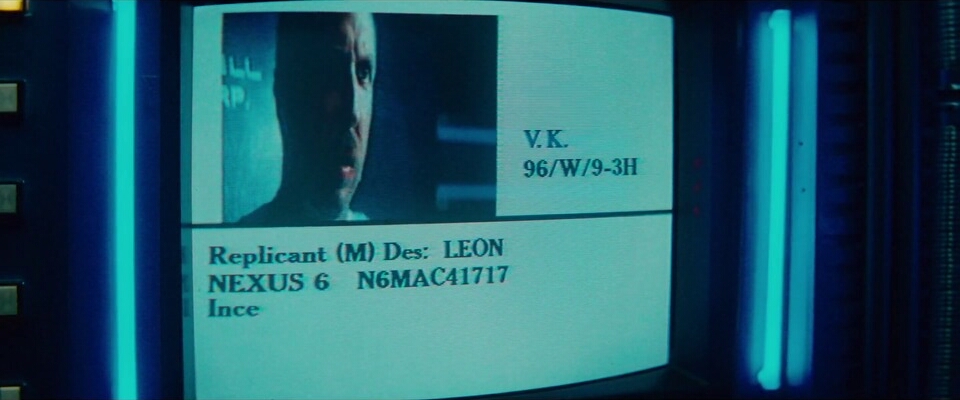 V.K.
96/W/9-3H
Replicant (M) Des: LEON
NEXUS 6 N6MAC41717
Ince